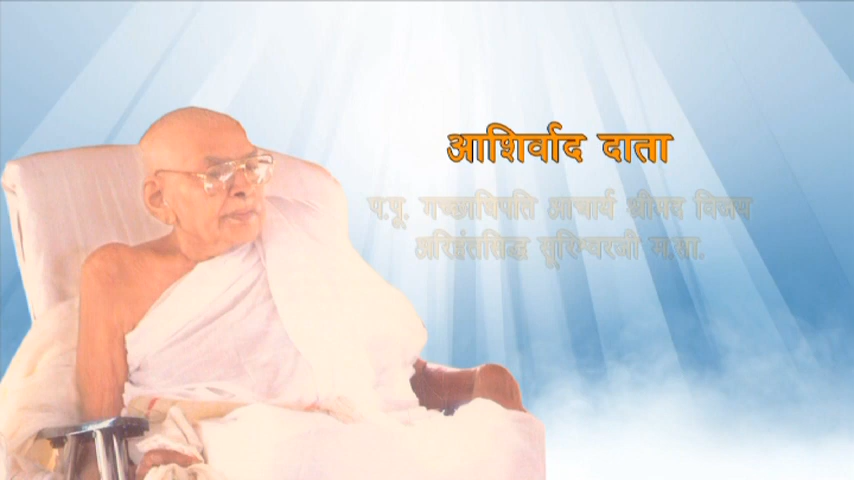 आशिर्वाद दाता
प.पू. गच्छाधिपति आचार्य श्रीमद विजय
अरिहंतसिद्ध सूरिश्वरजी म.सा.